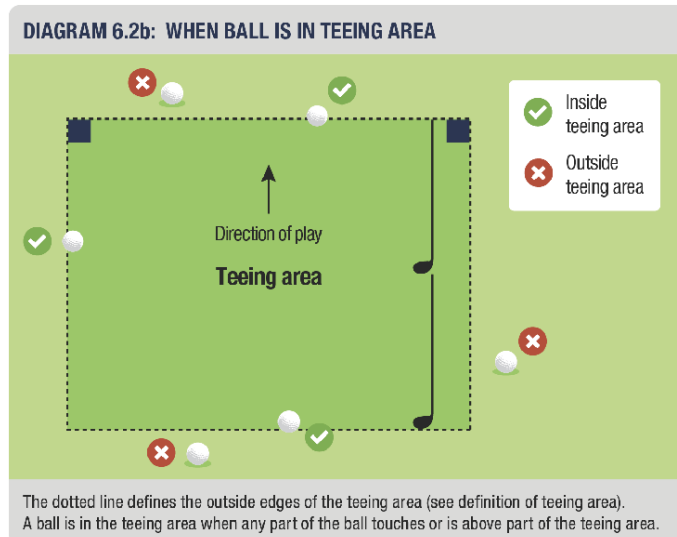 DIAGRAM 6.2b: WHEN BALL IS IN TEEING AREA
Inside
teeing area
Outside
teeing area
Direction of play
Teeing area
The dotted line defines the outside edges of the teeing area (see definition of teeing area).
A ball is in the teeing area when any part of the ball touches or is above part of the teeing area.